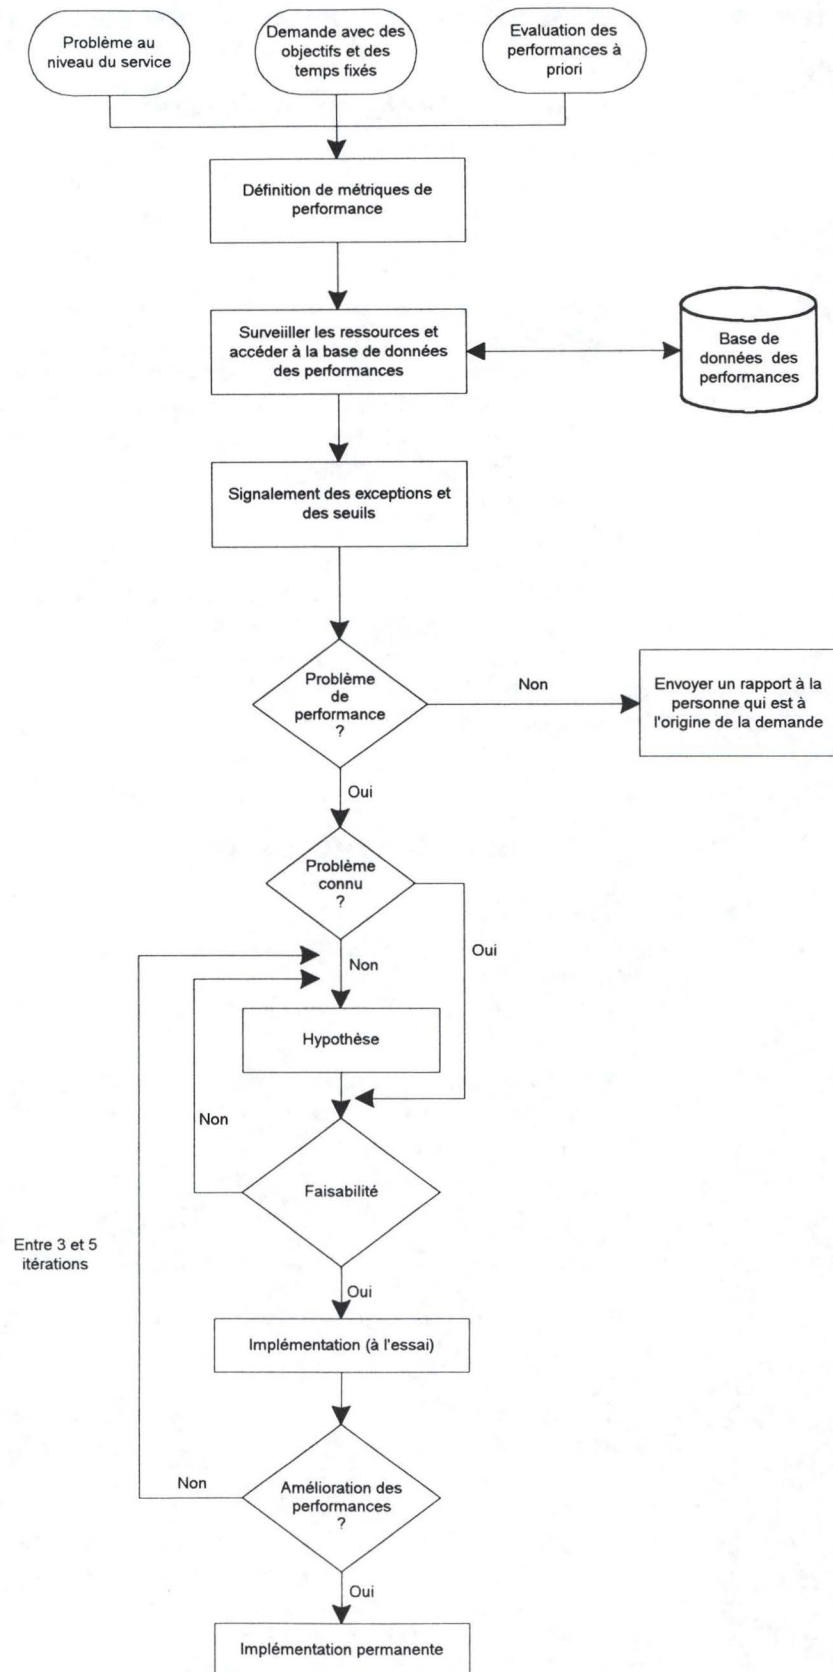 Problème au
niveau du service
Demande avec des
objectifs et des
temps fixés
Evaluation des
performances à
priori
Définition de métriques de
performance
Surveiiller les ressources et
accéder à la base de données
des performances
Base de
données des
performances
Signalement des exceptions et
des seuils
Problème
de
performance
?
Non
Envoyer un rapport à la
personne qui est à
l'origine de la demande
Oui
Problème
connu
?
Oui
Non
Hypothèse
Non
Faisabilité
Entre 3 et 5
itérations
Oui
Implémentation (à l'essai)
Non
Amélioration des
performances
?
Oui
Implémentation permanente